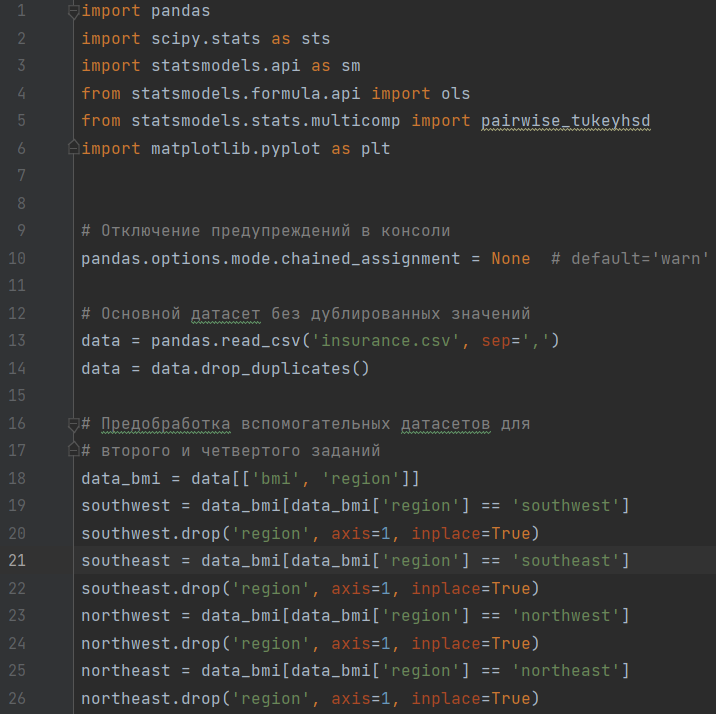 1 import pandas
2 import scipy.stats as sts
3 import statsmodels.api as sm
4 from statsmodels.formula.api import ols
5 from statsmodels.stats.multicomp import pairwise_tukeyhsd
6 import matplotlib.pyplot as plt
7
8
9 # Отключение предупреждений в консоли
10 pandas.options.mode.chained_assignment = None  # default='warn'
11
12 # Основной датасет без дублированных значений
13 data = pandas.read_csv('insurance.csv', sep=',')
14 data = data.drop_duplicates()
15
16 # Предобработка вспомогательных датасетов для
17 # второго и четвертого заданий
18 data_bmi = data[['bmi', 'region']]
19 southwest = data_bmi[data_bmi['region'] == 'southwest']
20 southwest.drop('region', axis=1, inplace=True)
21 southeast = data_bmi[data_bmi['region'] == 'southeast']
22 southeast.drop('region', axis=1, inplace=True)
23 northwest = data_bmi[data_bmi['region'] == 'northwest']
24 northwest.drop('region', axis=1, inplace=True)
25 northeast = data_bmi[data_bmi['region'] == 'northeast']
26 northeast.drop('region', axis=1, inplace=True)